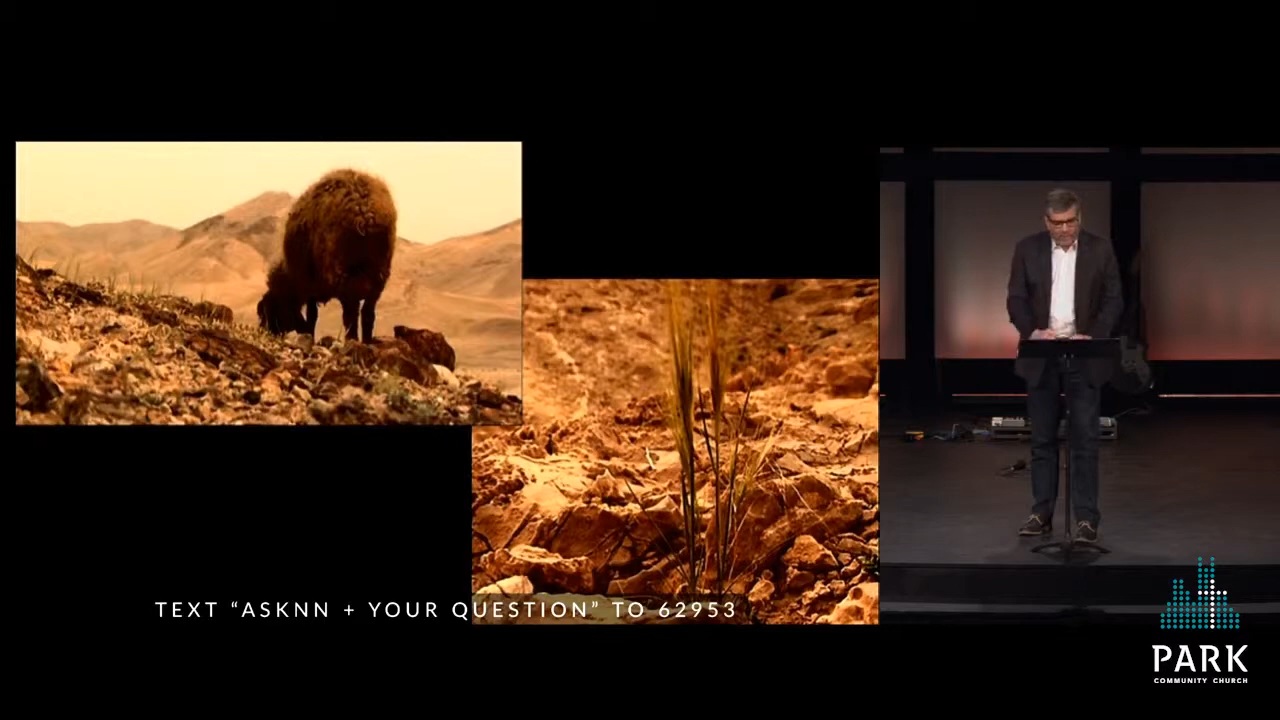 TEXT “ASKNN + YOUR QUESTION” TO 62953
PARK
COMMUNITY CHURCH